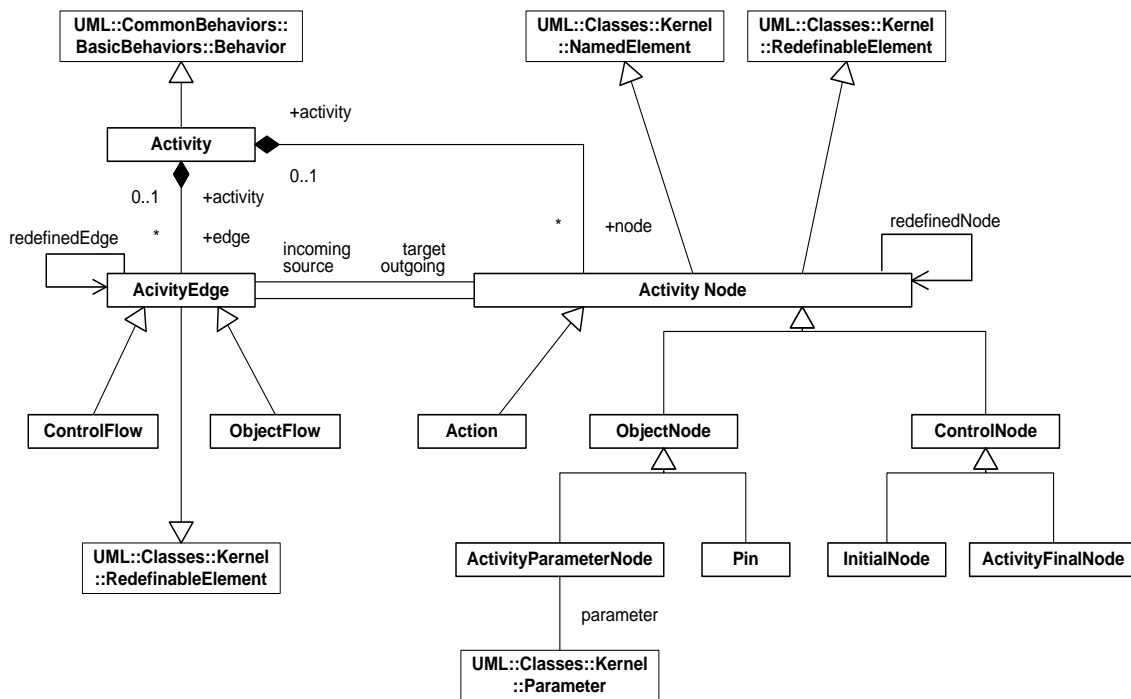 UML::CommonBehaviors::
BasicBehaviors::Behavior
UML::Classes::Kernel
::NamedElement
UML::Classes::Kernel
::RedefinableElement
+activity
Activity
0..1
0..1
+activity
redefinedEdge
*
+edge
*
+node
redefinedNode
incoming
target
source
outgoing
AcivityEdge
Activity Node
ControlFlow
ObjectFlow
Action
ObjectNode
ControlNode
UML::Classes::Kernel
::RedefinableElement
ActivityParameterNode
Pin
InitialNode
ActivityFinalNode
parameter
UML::Classes::Kernel
::Parameter